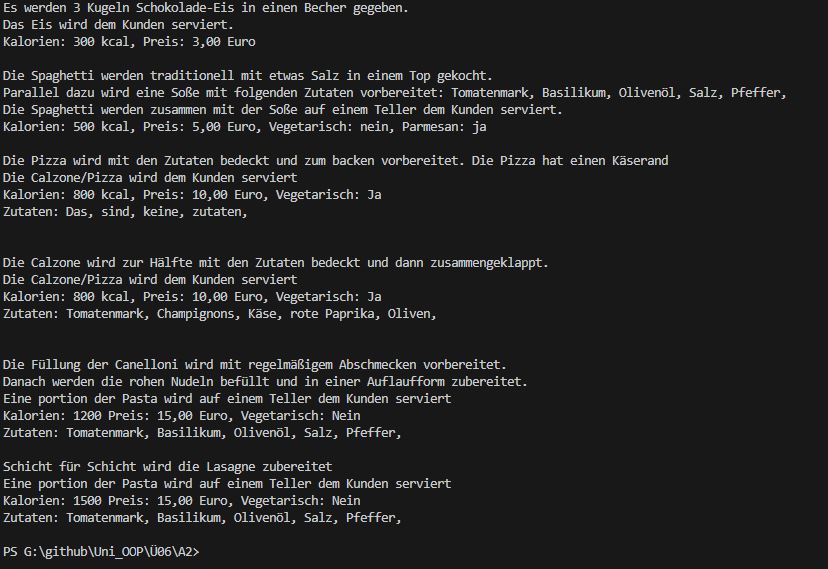 Es werden 3 Kugeln Schokolade-Eis in einen Becher gegeben.
Das Eis wird dem Kunden serviert.
Kalorien: 300 kcal, Preis: 3,00 Euro
Die Spaghetti werden traditionell mit etwas Salz in einem Top gekocht.
Parallel dazu wird eine Soße mit folgenden Zutaten vorbereitet: Tomatenmark, Basilikum, Olivenöl, Salz, Pfeffer,
Die Spaghetti werden zusammen mit der Soße auf einem Teller dem Kunden serviert.
Kalorien: 500 kcal, Preis: 5,00 Euro, Vegetarisch: nein, Parmesan: ja
Die Pizza wird mit den Zutaten bedeckt und zum backen vorbereitet. Die Pizza hat einen Käserand
Die Calzone/Pizza wird dem Kunden serviert
Kalorien: 800 kcal, Preis: 10,00 Euro, Vegetarisch: Ja
Zutaten: Das, sind, keine, zutaten,
Die Calzone wird zur Hälfte mit den Zutaten bedeckt und dann zusammengeklappt.
Die Calzone/Pizza wird dem Kunden serviert
Kalorien: 800 kcal, Preis: 10,00 Euro, Vegetarisch: Ja
Zutaten: Tomatenmark, Champignons, Käse, rote Paprika, Oliven,
Die Füllung der Canelloni wird mit regelmäßigem Abschmecken vorbereitet.
Danach werden die rohen Nudeln befüllt und in einer Auflaufform zubereitet.
Eine portion der Pasta wird auf einem Teller dem Kunden serviert
Kalorien: 1200 Preis: 15,00 Euro, Vegetarisch: Nein
Zutaten: Tomatenmark, Basilikum, Olivenöl, Salz, Pfeffer,
Schicht für Schicht wird die Lasagne zubereitet
Eine portion der Pasta wird auf einem Teller dem Kunden serviert
Kalorien: 1500 Preis: 15,00 Euro, Vegetarisch: Nein
Zutaten: Tomatenmark, Basilikum, Olivenöl, Salz, Pfeffer,
PS G:\github\Uni_OOP\Ü06\A2>